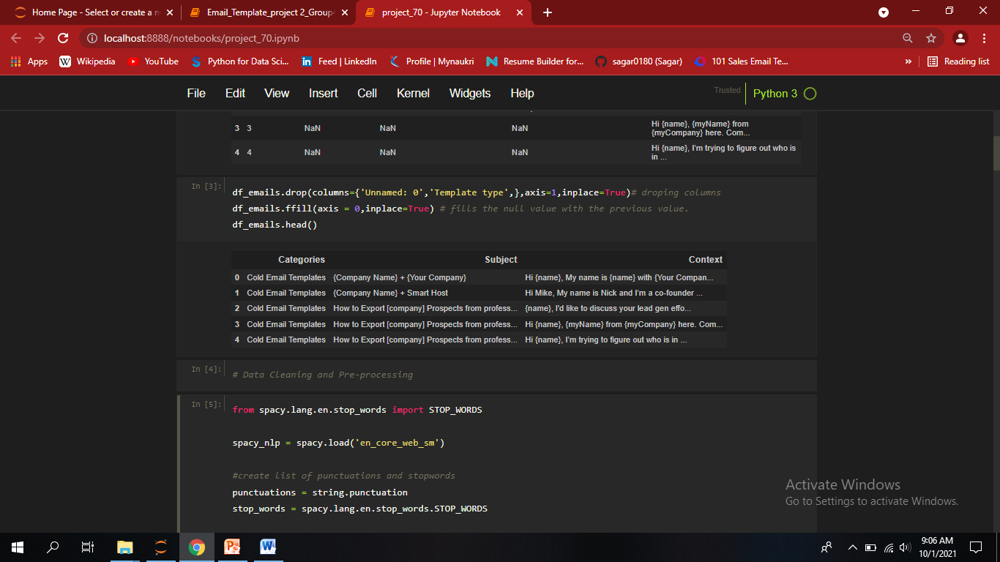 Home Page - Select or create a n
Email_Template_project 2_Group
project_70 - Jupyter Notebook
localhost:8888/notebooks/project_70.ipynb
Apps
Wikipedia
YouTube
Python for Data Sci...
Feed | LinkedIn
Profile | Mynaukri
Resume Builder for...
sagar0180 (Sagar)
101 Sales Email Te...
»
Reading list
File Edit View Insert Cell Kernel Widgets Help
Trusted
Python 3
3 3 NaN NaN NaN Hi {name}, {myName} from
{myCompany} here. Com...
4 4 NaN NaN NaN Hi {name}, I'm trying to figure out who is
in ...
In [3]:
df_emails.drop(columns={'Unnamed: 0','Template type',},axis=1,inplace=True)# droping columns
df_emails.ffill(axis = 0,inplace=True) # fills the null value with the previous value.
df_emails.head()
Categories Subject Context
0 Cold Email Templates {Company Name} + {Your Company} Hi {name}, My name is {name} with {Your Compan...
1 Cold Email Templates {Company Name} + Smart Host Hi Mike, My name is Nick and I'm a co-founder ...
2 Cold Email Templates How to Export [company] Prospects from profess... {name}, I'd like to discuss your lead gen effo...
3 Cold Email Templates How to Export [company] Prospects from profess... Hi {name}, {myName} from {myCompany} here. Com...
4 Cold Email Templates How to Export [company] Prospects from profess... Hi {name}, I'm trying to figure out who is in ...
In [4]:
# Data Cleaning and Pre-processing
In [5]:
from spacy.lang.en.stop_words import STOP_WORDS
spacy_nlp = spacy.load('en_core_web_sm')
#create list of punctuations and stopwords
punctuations = string.punctuation
stop_words = spacy.lang.en.stop_words.STOP_WORDS
Activate Windows
Go to Settings to activate Windows.
9:06 AM
10/1/2021